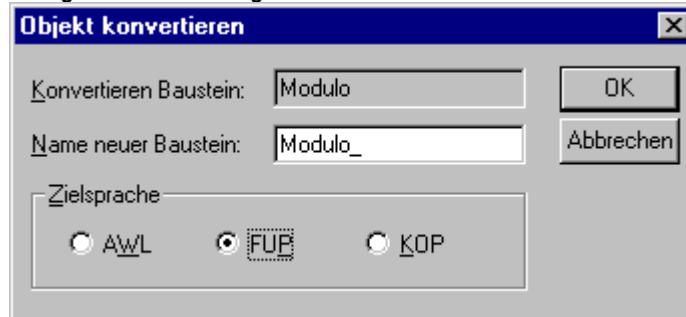 Objekt konvertieren
Konvertieren Baustein: Modulo OK
Name neuer Baustein: Modulo_ Abbrechen
Zielsprache
AWL FUP KOP